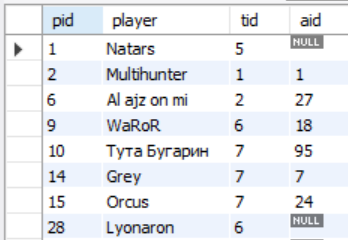 pid player tid aid
1 Natars 5 NULL
2 Multihunter 1 1
6 Al ajz on mi 2 27
9 WaRoR 6 18
10 Тута Бугарин 7 95
14 Grey 7 7
15 Orcus 7 24
28 Lyonaron 6 NULL